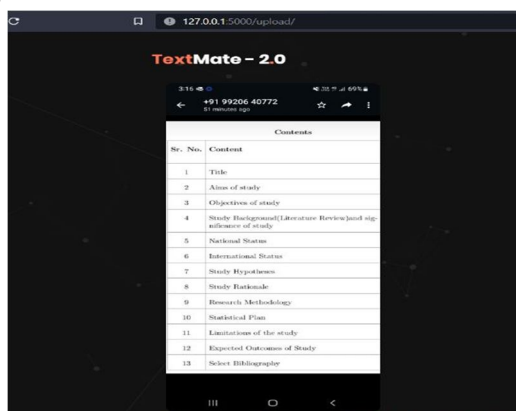 127.0.0.1:5000/upload/
TextMate - 2.0
3:16 69%
+91 99206 40772
51 minutes ago
Contents
Sr. No. Content
1 Title
2 Aims of study
3 Objectives of study
4 Study Background(Literature Review)and sig-
nificance of study
5 National Status
6 International Status
7 Study Hypotheses
8 Study Rationale
9 Research Methodology
10 Statistical Plan
11 Limitations of the study
12 Expected Outcomes of Study
13 Select Bibliography